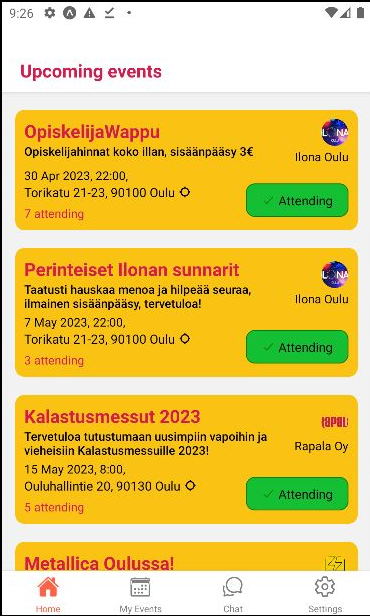 9:26
Upcoming events
OpiskelijaWappu
Opiskelijahinnat koko illan, sisäänpääsy 3€
Ilona Oulu
30 Apr 2023, 22:00,
Torikatu 21-23, 90100 Oulu
Attending
7 attending
Perinteiset Ilonan sunnarit
Taatusti hauskaa menoa ja hilpeää seuraa,
ilmainen sisäänpääsy, tervetuloa!
Ilona Oulu
7 May 2023, 22:00,
Torikatu 21-23, 90100 Oulu
Attending
3 attending
Kalastusmessut 2023
Tervetuloa tutustumaan uusimpiin vapoihin ja
vieheisiin Kalastusmessuille 2023!
Rapala Oy
15 May 2023, 8:00,
Ouluhallintie 20, 90130 Oulu
Attending
5 attending
Metallica Oulussa!
Home
My Events
Chat
Settings